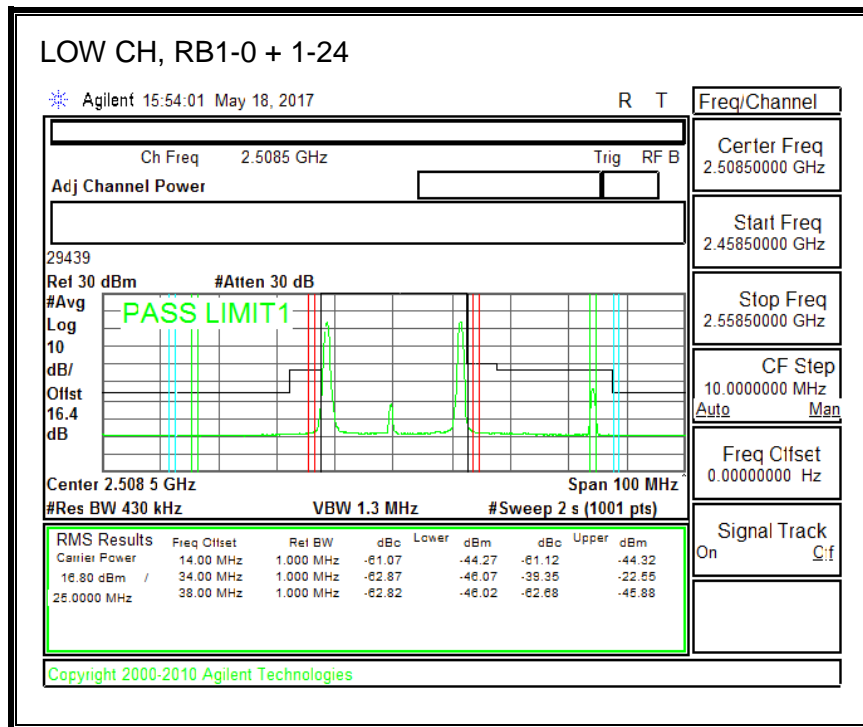 LOW CH, RB1-0 + 1-24
Agilent 15:54:01 May 18, 2017 R T
Freq/Channel
Ch Freq 2.5085 GHz Trig RF B
Adj Channel Power
Center Freq
2.50850000 GHz
Start Freq
2.45850000 GHz
Stop Freq
2.55850000 GHz
CF Step
10.0000000 MHz
Auto Man
Freq Offset
0.00000000 Hz
Signal Track
On Off
29439
Ref 30 dBm #Atten 30 dB
#Avg
Log
10
dB/
Offst
16.4
dB
PASS LIMIT1
Center 2.508 5 GHz Span 100 MHz
#Res BW 430 kHz VBW 1.3 MHz #Sweep 2 s (1001 pts)
RMS Results Freq Offset Ref BW dBc Lower dBm dBc Upper dBm
Carrier Power 14.00 MHz 1.000 MHz -61.07 -44.27 -61.12 -44.32
16.80 dBm / 34.00 MHz 1.000 MHz -62.87 -46.07 -39.35 -22.55
25.0000 MHz 38.00 MHz 1.000 MHz -62.82 -46.02 -62.68 -45.88
Copyright 2000-2010 Agilent Technologies